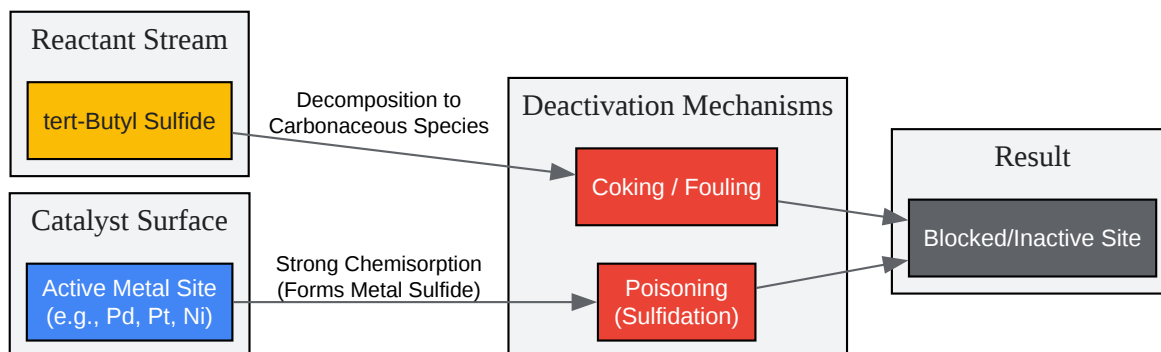 Reactant Stream
tert-Butyl Sulfide
Catalyst Surface
Active Metal Site
(e.g., Pd, Pt, Ni)
Decomposition to
Carbonaceous Species
Strong Chemisorption
(Forms Metal Sulfide)
Deactivation Mechanisms
Coking / Fouling
Poisoning
(Sulfidation)
Result
Blocked/Inactive Site